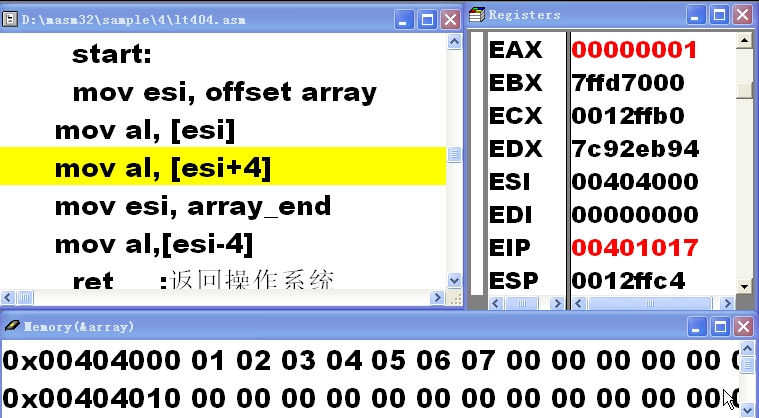 D:\masm32\sample\4\lt404.asm
start:
mov esi, offset array
mov al, [esi]
mov al, [esi+4]
mov esi, array_end
mov al,[esi-4]
ret ;返回操作系统
Registers
EAX 00000001
EBX 7ffd7000
ECX 0012ffb0
EDX 7c92eb94
ESI 00404000
EDI 00000000
EIP 00401017
ESP 0012ffc4
Memory(&array)
0x00404000 01 02 03 04 05 06 07 00 00 00 00 00 0
0x00404010 00 00 00 00 00 00 00 00 00 00 00 00 0